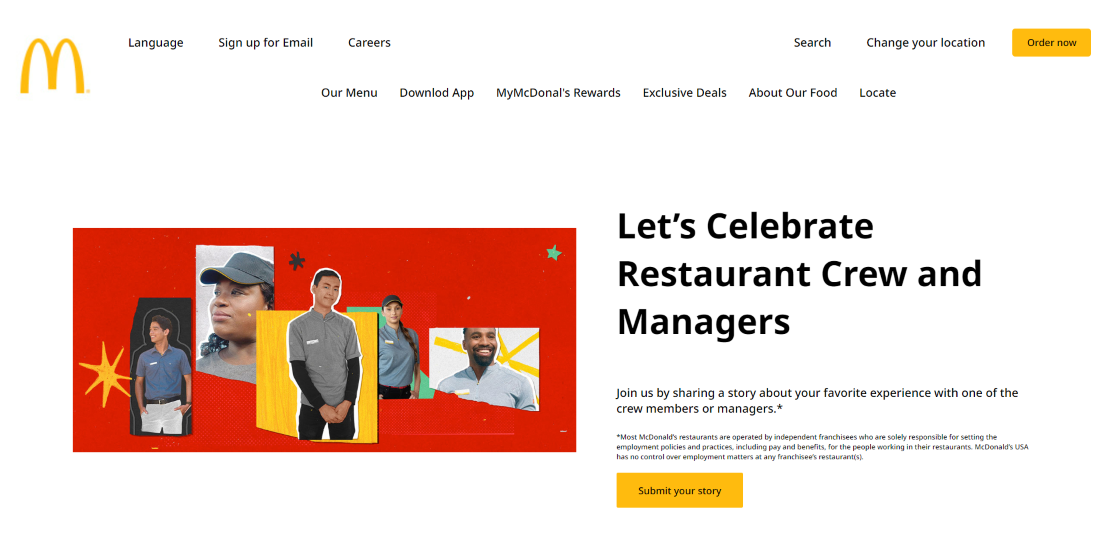 Language Sign up for Email Careers Search Change your location Order now
Our Menu Downlod App MyMcDonal's Rewards Exclusive Deals About Our Food Locate
Let’s Celebrate
Restaurant Crew and
Managers
Join us by sharing a story about your favorite experience with one of the
crew members or managers.*
*Most McDonald’s restaurants are operated by independent franchisees who are solely responsible for setting the
employment policies and practices, including pay and benefits, for the people working in their restaurants. McDonald’s USA
has no control over employment matters at any franchisee’s restaurant(s).
Submit your story